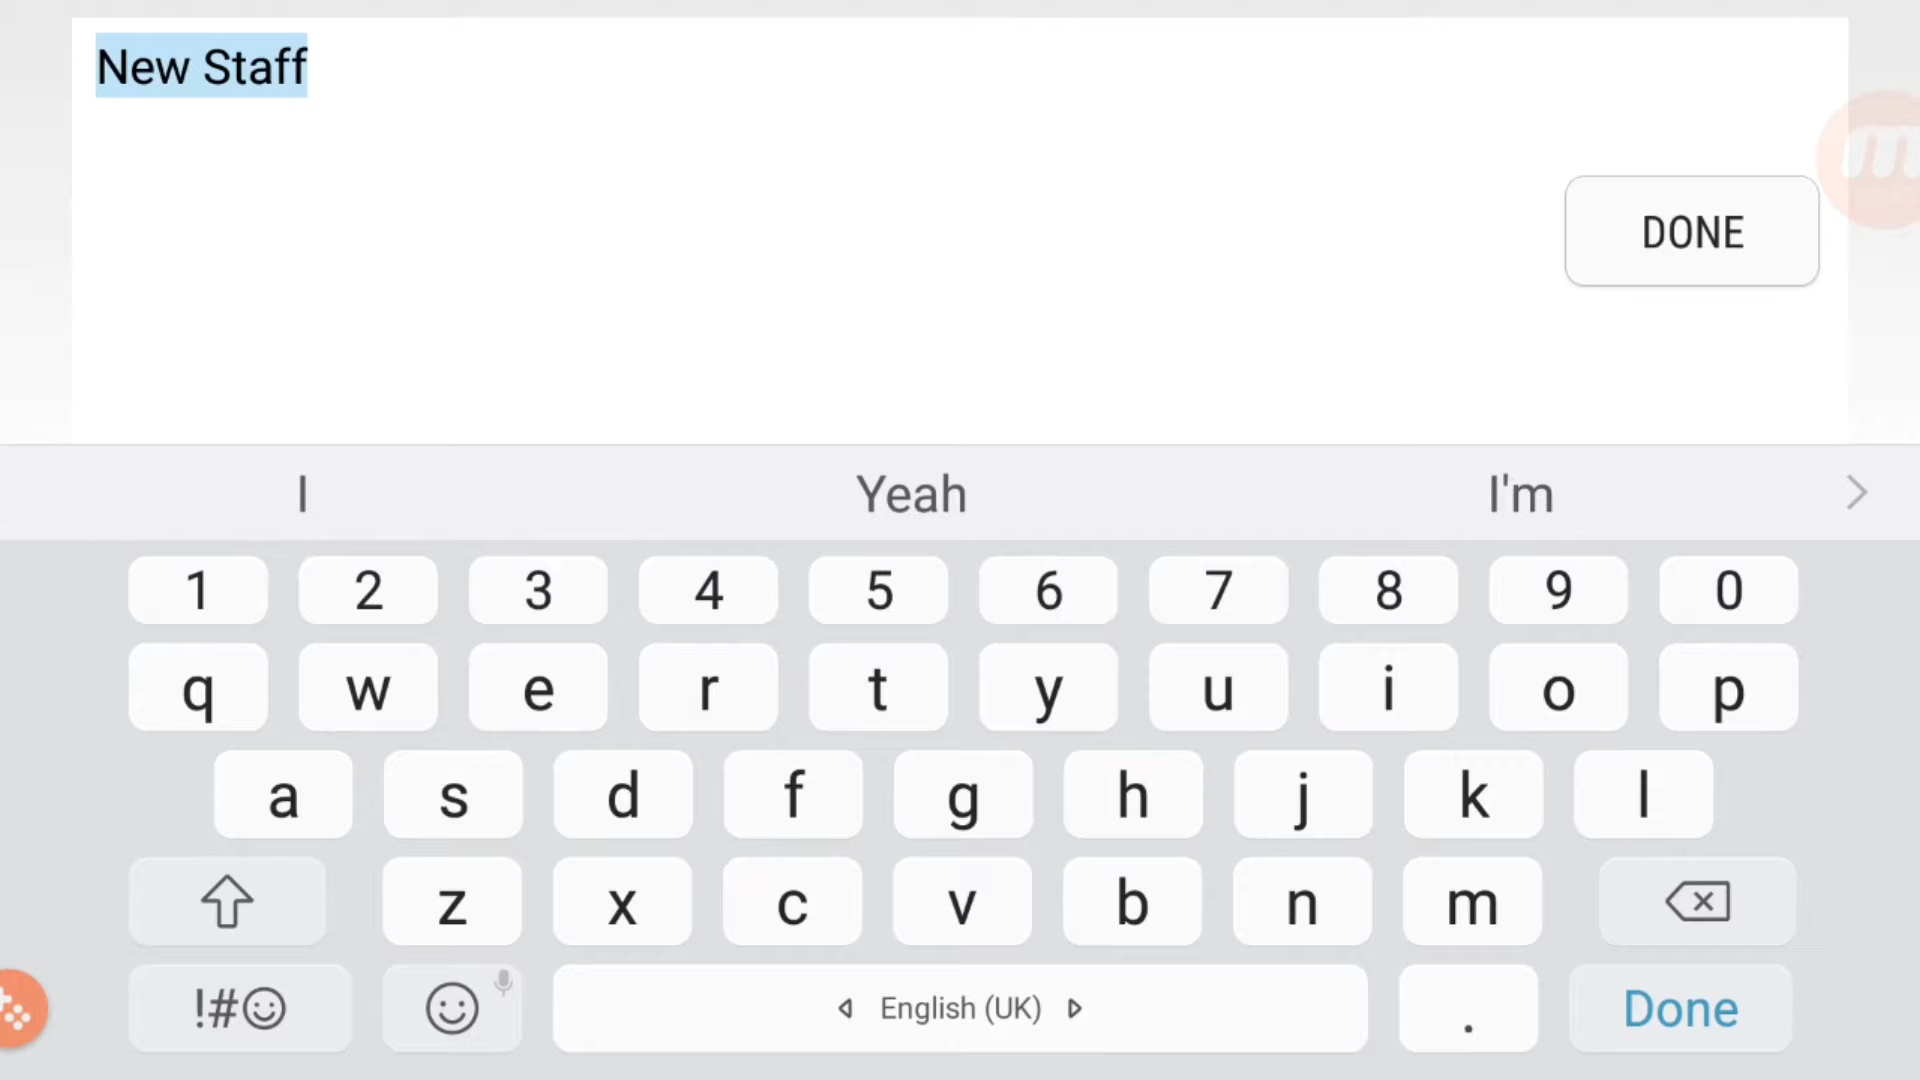 New Staff
DONE
I
Yeah
I'm
1 2 3 4 5 6 7 8 9 0
q w e r t y u i o p
a s d f g h j k l
z x c v b n m
!#
English (UK)
.
Done